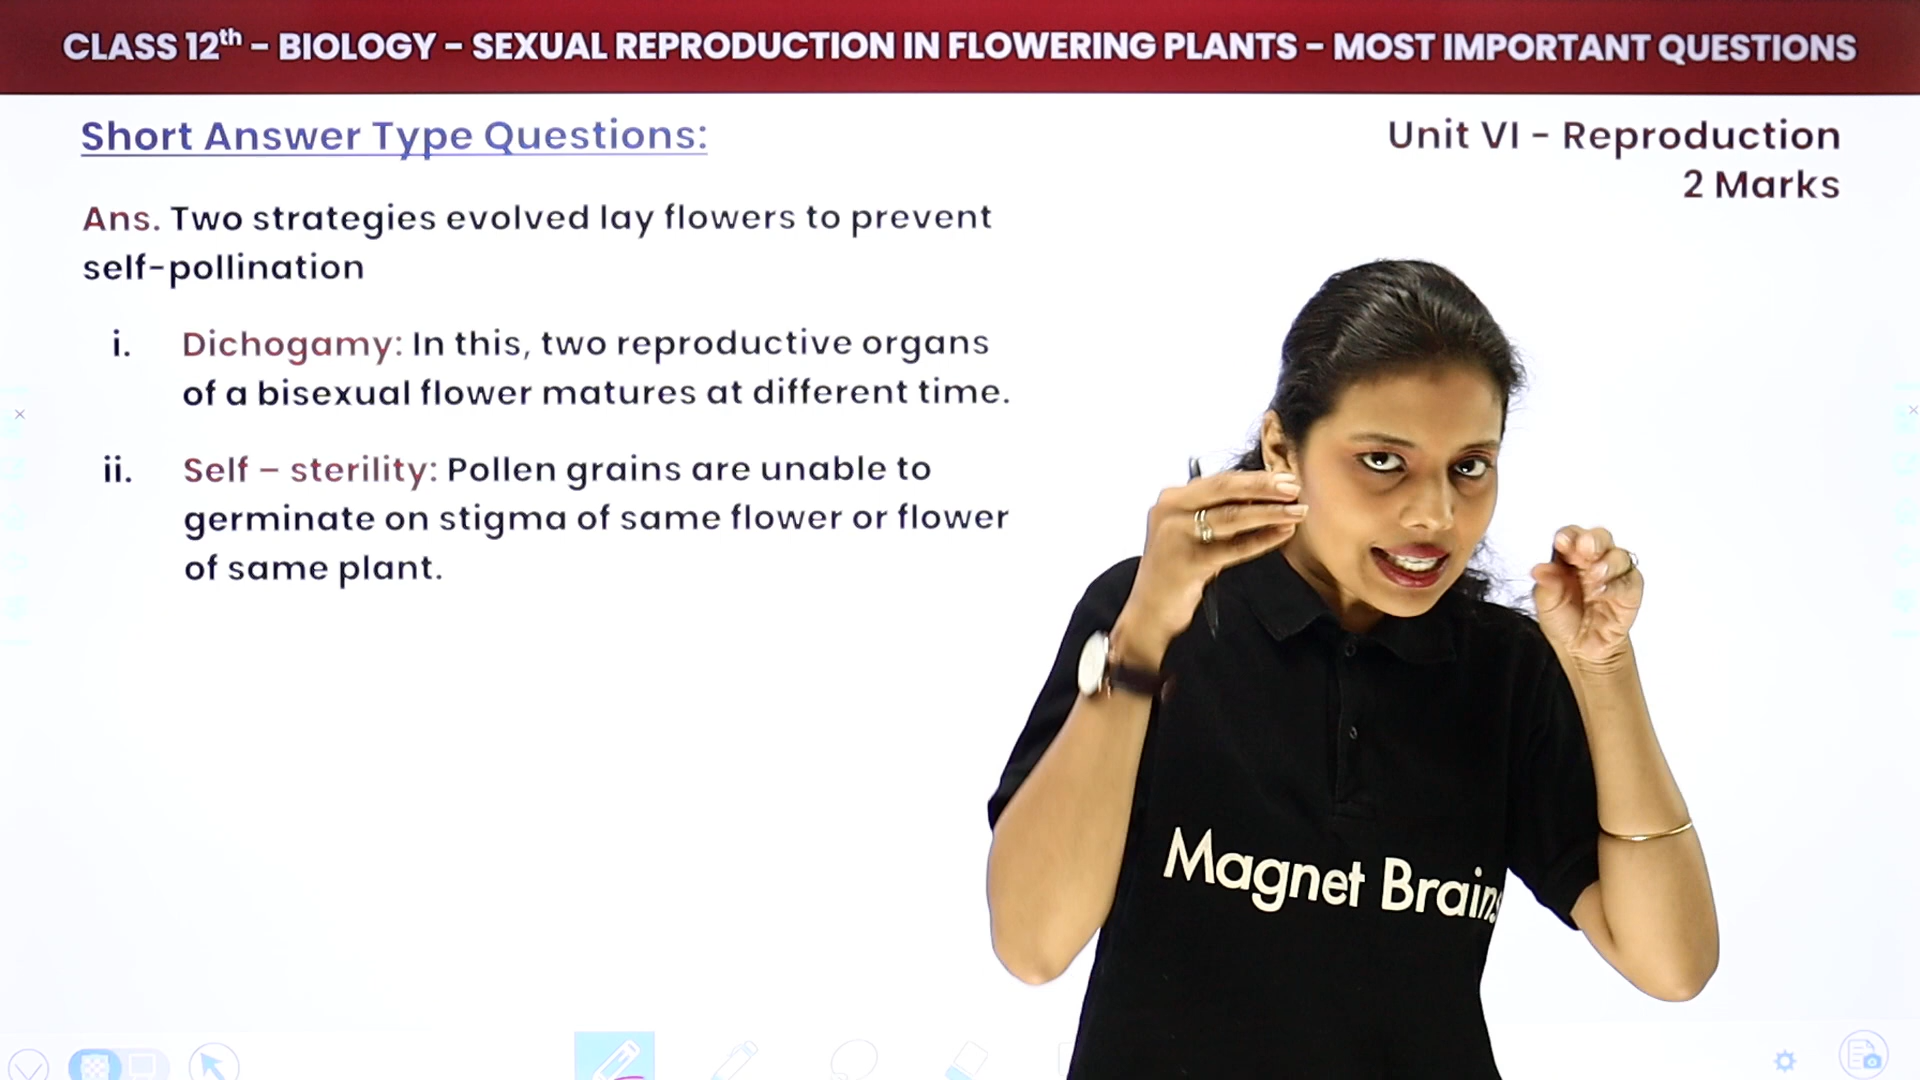 CLASS 12th – BIOLOGY – SEXUAL REPRODUCTION IN FLOWERING PLANTS – MOST IMPORTANT QUESTIONS
Short Answer Type Questions:
Unit VI – Reproduction
2 Marks
Ans. Two strategies evolved lay flowers to prevent
self-pollination
i. Dichogamy: In this, two reproductive organs
of a bisexual flower matures at different time.
ii. Self – sterility: Pollen grains are unable to
germinate on stigma of same flower or flower
of same plant.
Magnet Brains